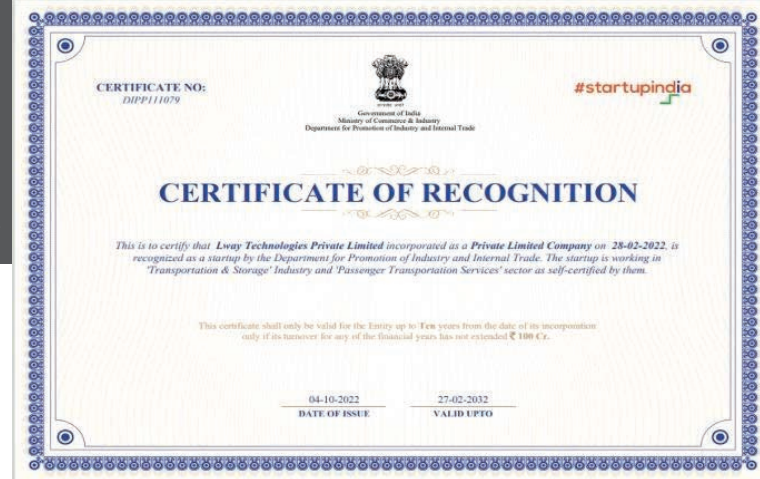 CERTIFICATE NO:
DIPP111079
#startupindia
Government of India
Ministry of Commerce & Industry
Department for Promotion of Industry and Internal Trade
CERTIFICATE OF RECOGNITION
This is to certify that Lway Technologies Private Limited incorporated as a Private Limited Company on 28-02-2022, is
recognized as a startup by the Department for Promotion of Industry and Internal Trade. The startup is working in
'Transportation & Storage' Industry and 'Passenger Transportation Services' sector as self-certified by them.
This certificate shall only be valid for the Entity up to Ten years from the date of its incorporation
only if its turnover for any of the financial years has not extended ₹ 100 Cr.
04-10-2022
DATE OF ISSUE
27-02-2032
VALID UPTO